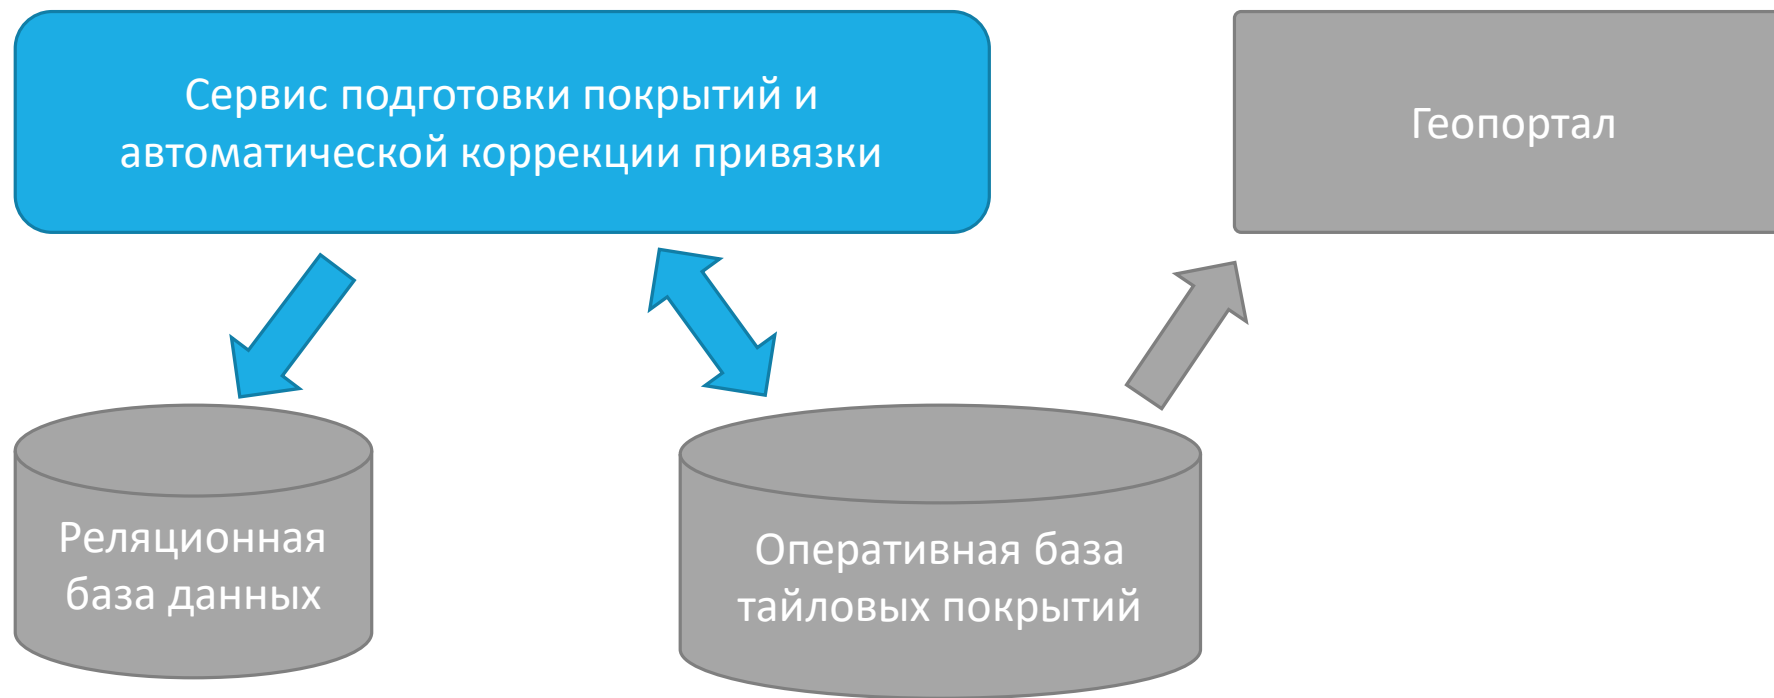 Сервис подготовки покрытий и
автоматической коррекции привязки
Геопортал
Реляционная
база данных
Оперативная база
тайловых покрытий